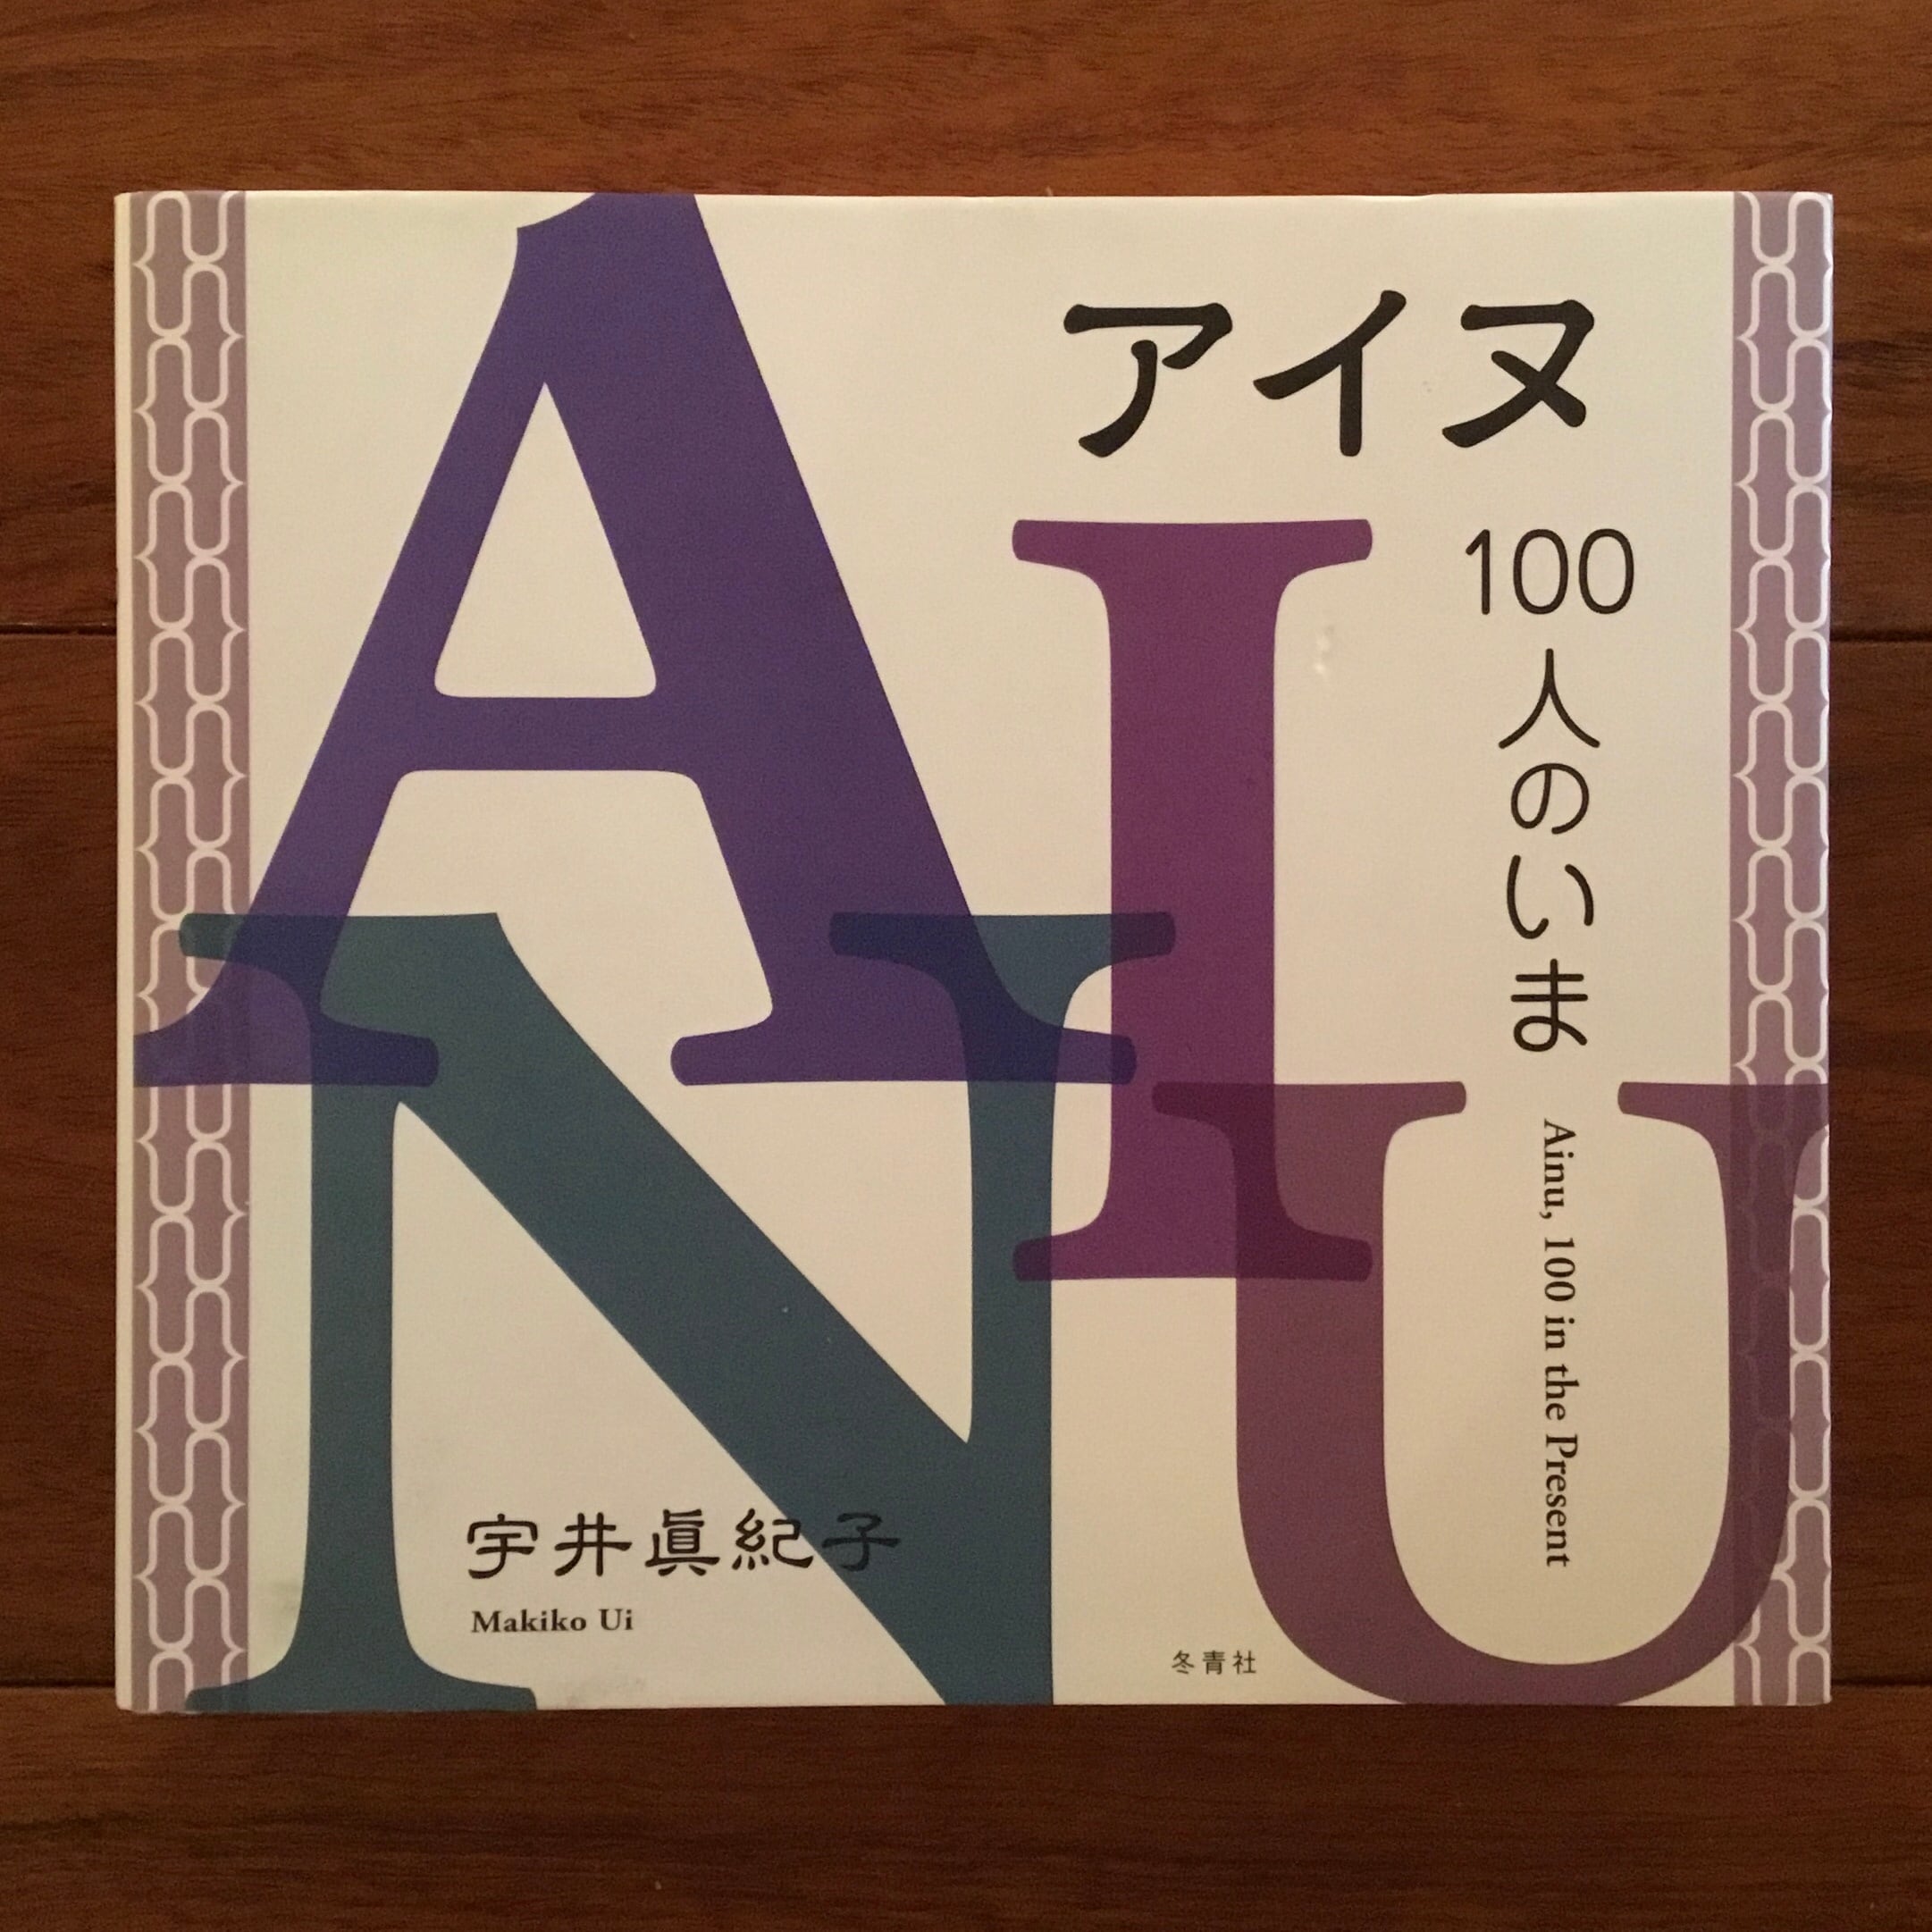 AINU
アイヌ
100人のいま
Ainu, 100 in the Present
宇井眞紀子
Makiko Ui
冬青社